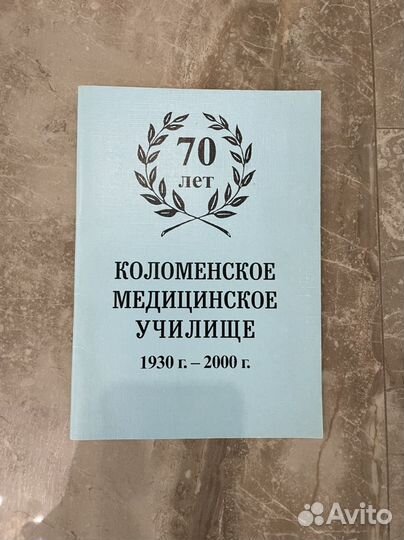 70
лет
КОЛОМЕНСКОЕ
МЕДИЦИНСКОЕ
УЧИЛИЩЕ
1930 г. – 2000 г.
Avito